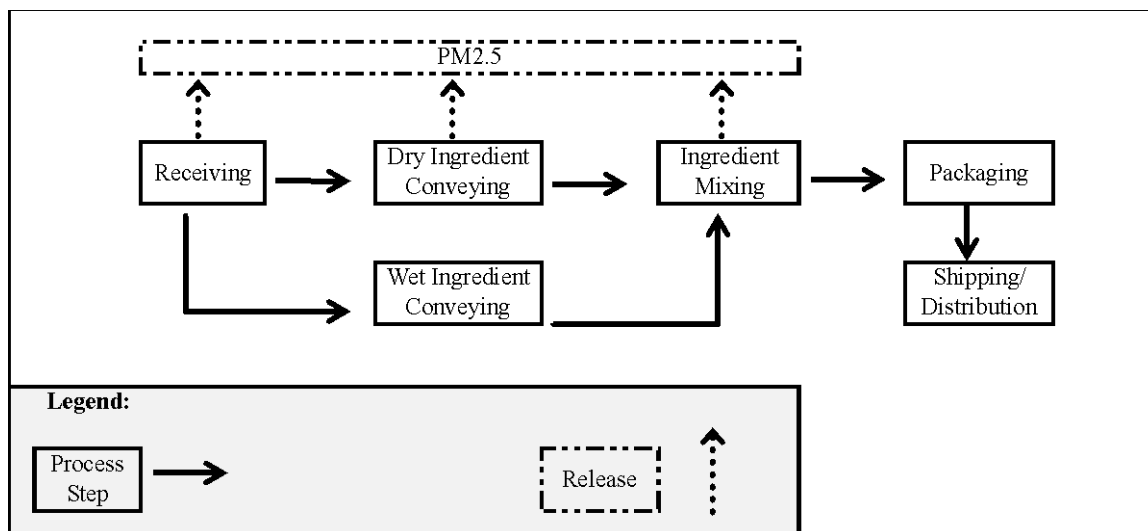 PM2.5
Receiving
Dry Ingredient
Conveying
Ingredient
Mixing
Packaging
Wet Ingredient
Conveying
Shipping/
Distribution
Legend:
Process
Step
Release